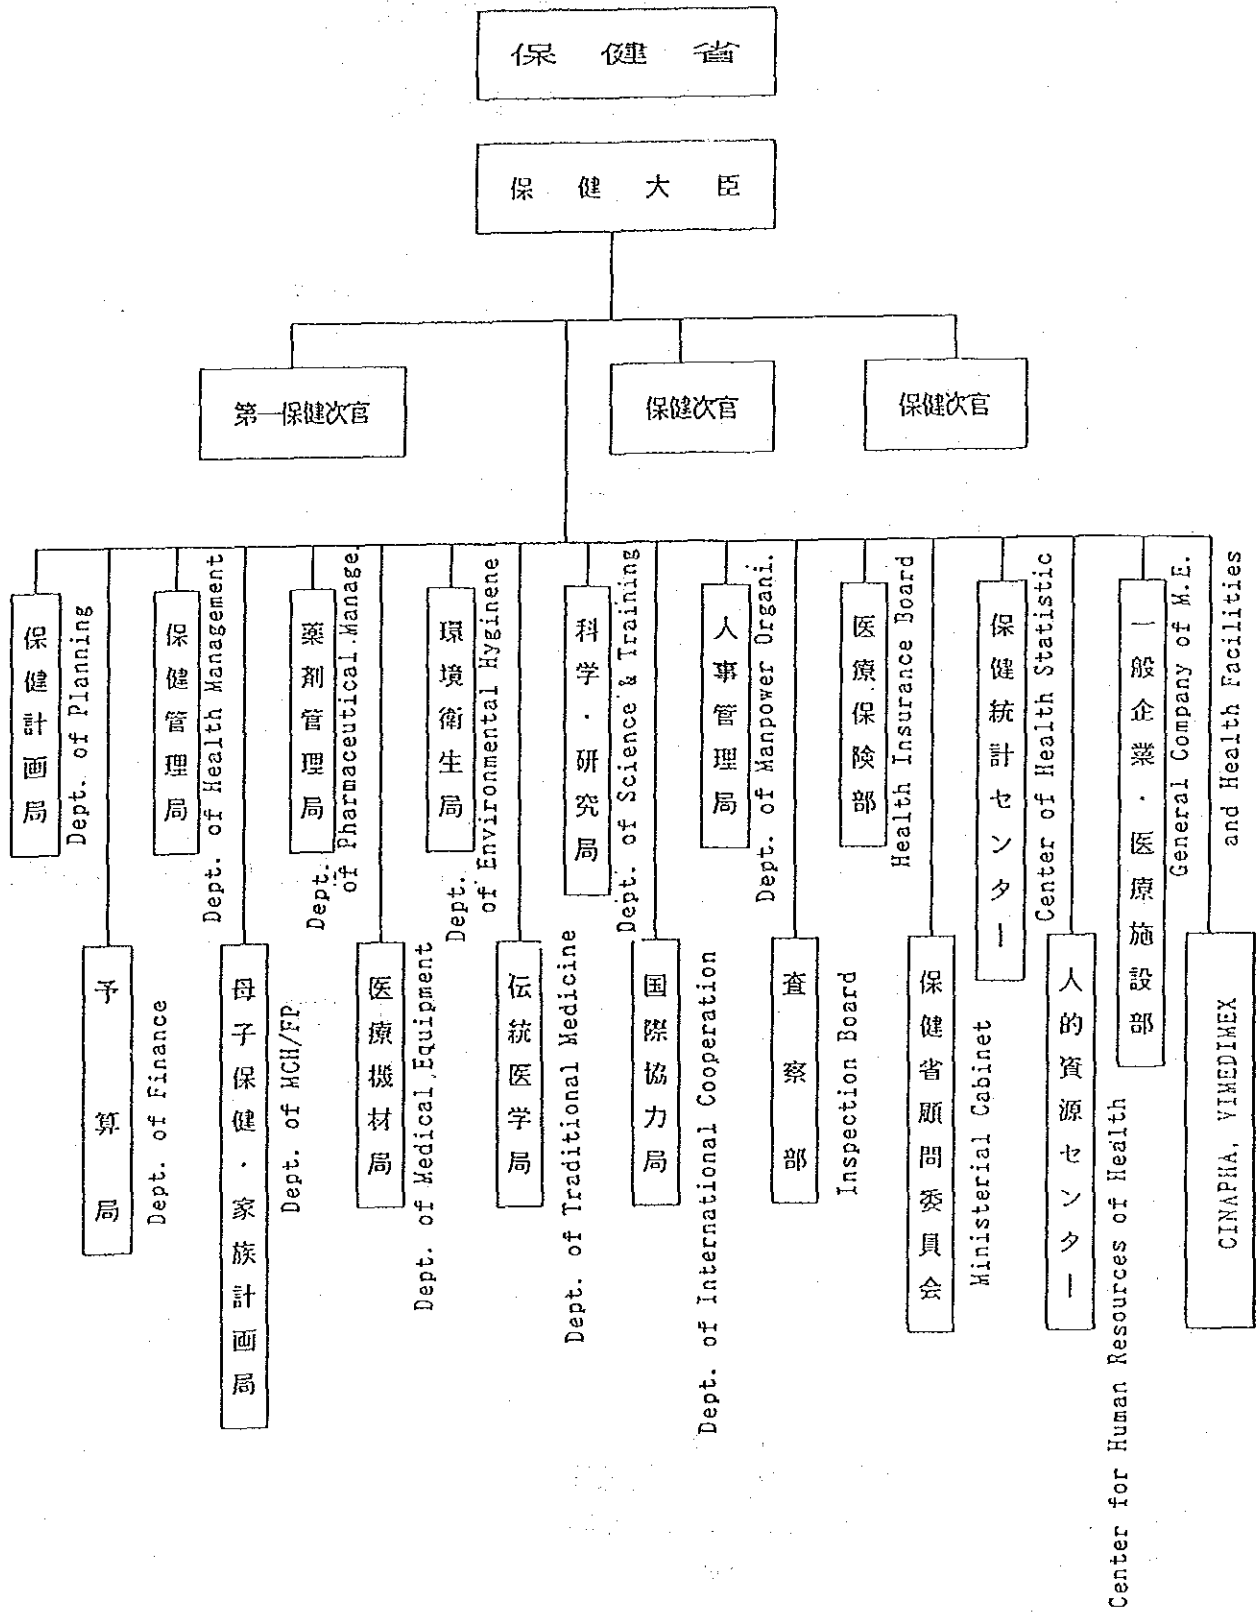 保健省
保健大臣
第一保健次官
保健次官
保健次官
保健計画局
Dept. of Planning
予算局
Dept. of Finance
保健管理局
Dept. of Health Management
母子保健・家族計画局
Dept. of MCH/FP
薬剤管理局
Dept.
of Pharmaceutical Manage.
医療機材局
Dept. of Medical Equipment
環境衛生局
Dept.
of Environmental Hyginene
伝統医学局
Dept. of Traditional Medicine
科学・研究局
Dept. of Science & Training
国際協力局
Dept. of International Cooperation
人事管理局
Dept. of Manpower Organi.
査察部
Inspection Board
医療保険部
Health Insurance Board
保健省顧問委員会
Ministerial Cabinet
保健統計センター
Center of Health Statistic
人的資源センター
Center for Human Resources of Health
一般企業・医療施設部
General Company of M.E.
and Health Facilities
CINAPHA, VIMEDIMEX